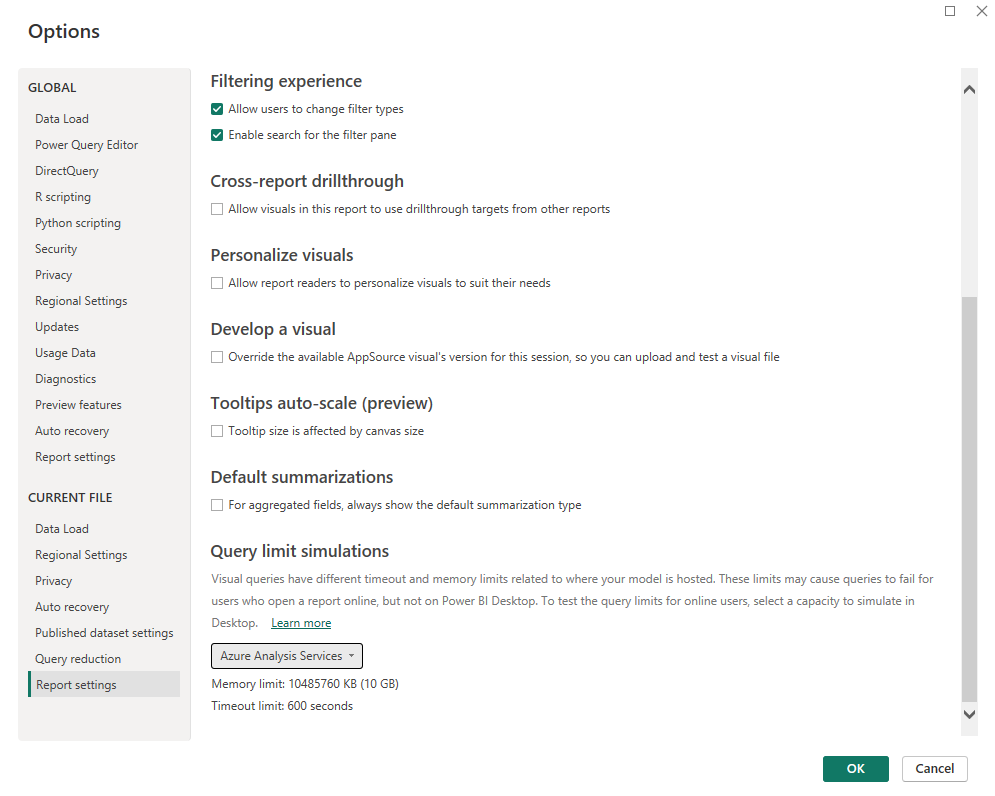 Options
GLOBAL
Data Load
Power Query Editor
DirectQuery
R scripting
Python scripting
Security
Privacy
Regional Settings
Updates
Usage Data
Diagnostics
Preview features
Auto recovery
Report settings
CURRENT FILE
Data Load
Regional Settings
Privacy
Auto recovery
Published dataset settings
Query reduction
Report settings
Filtering experience
Allow users to change filter types
Enable search for the filter pane
Cross-report drillthrough
Allow visuals in this report to use drillthrough targets from other reports
Personalize visuals
Allow report readers to personalize visuals to suit their needs
Develop a visual
Override the available AppSource visual's version for this session, so you can upload and test a visual file
Tooltips auto-scale (preview)
Tooltip size is affected by canvas size
Default summarizations
For aggregated fields, always show the default summarization type
Query limit simulations
Visual queries have different timeout and memory limits related to where your model is hosted. These limits may cause queries to fail for
users who open a report online, but not on Power BI Desktop. To test the query limits for online users, select a capacity to simulate in
Desktop. Learn more
Azure Analysis Services
Memory limit: 10485760 KB (10 GB)
Timeout limit: 600 seconds
OK
Cancel